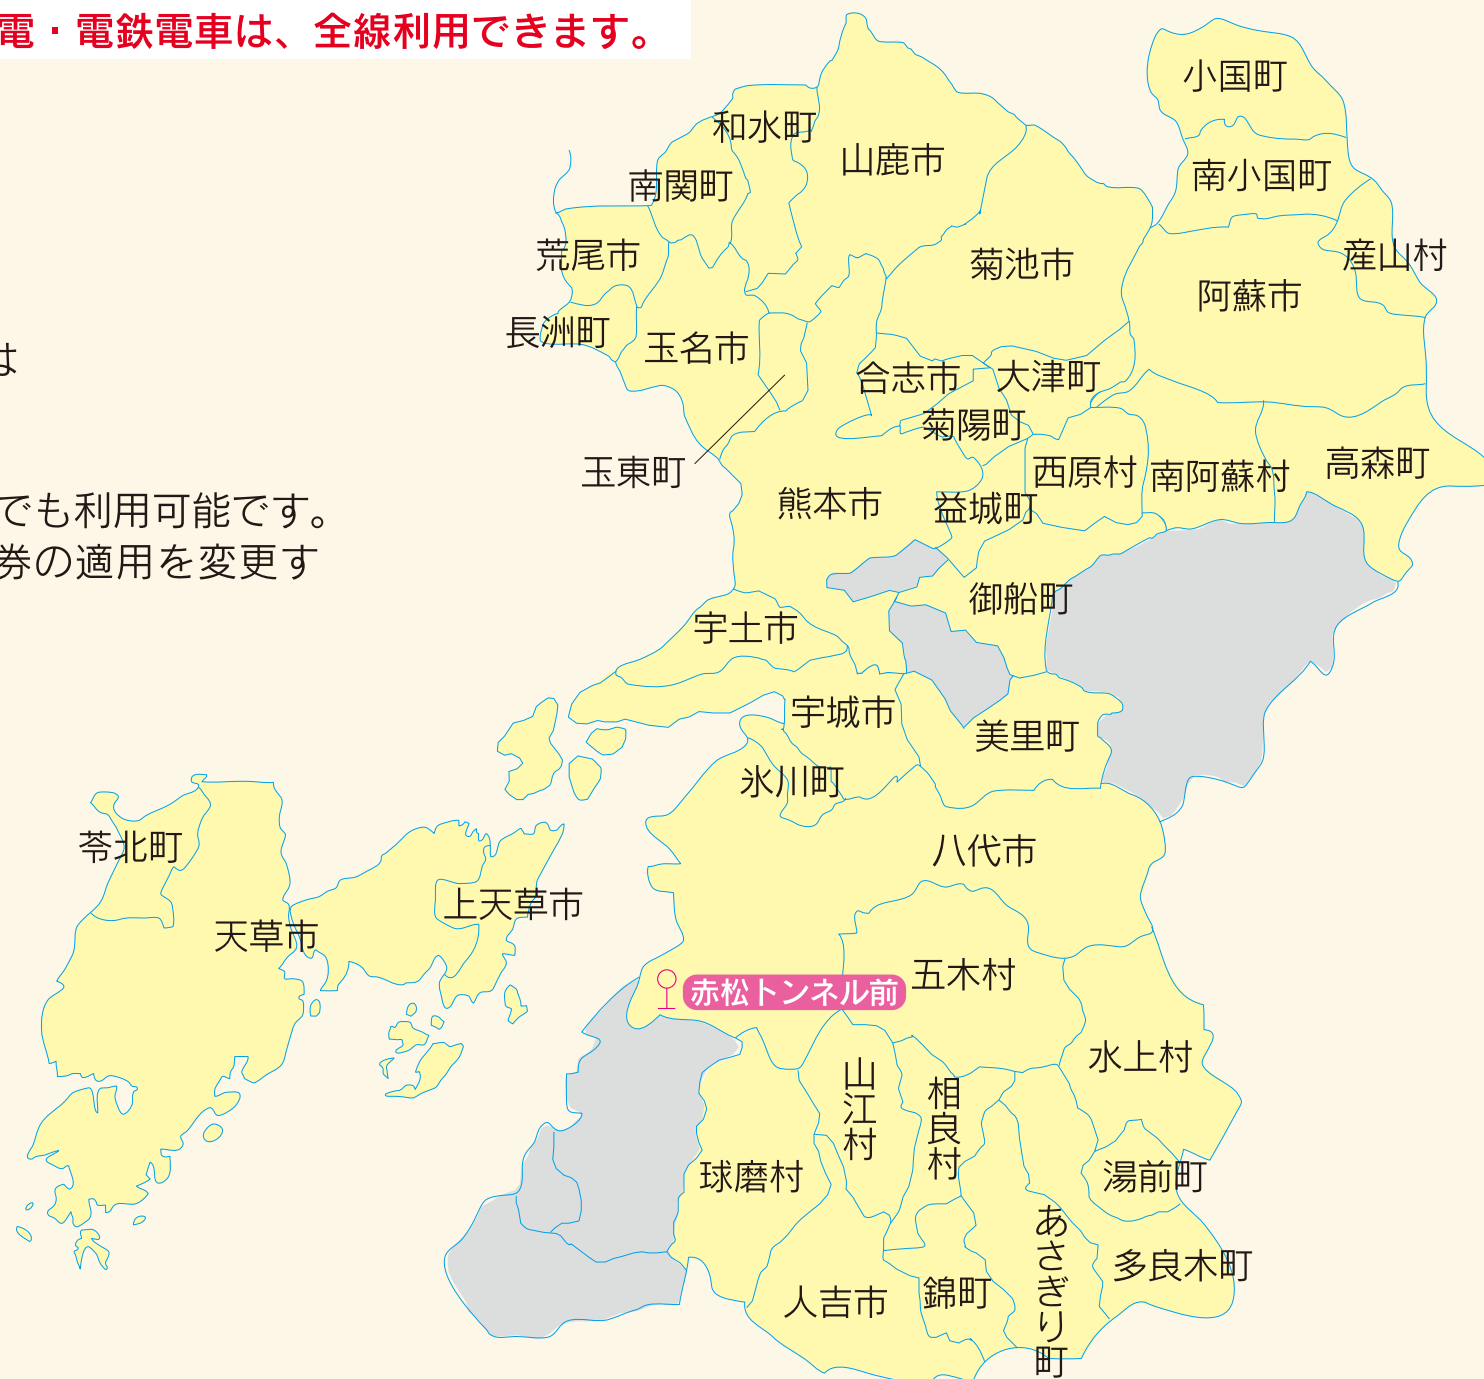 電・電鉄電車は、全線利用できます。
は
でも利用可能です。
券の適用を変更す
小国町
和水町
山鹿市
南小国町
南関町
荒尾市
菊池市
産山村
阿蘇市
長洲町
玉名市
合志市
大津町
菊陽町
玉東町
西原村
南阿蘇村
高森町
熊本市
益城町
御船町
宇土市
宇城市
美里町
氷川町
苓北町
八代市
上天草市
天草市
五木村
赤松トンネル前
水上村
山江村
相良村
球磨村
湯前町
あさぎり町
多良木町
錦町
人吉市